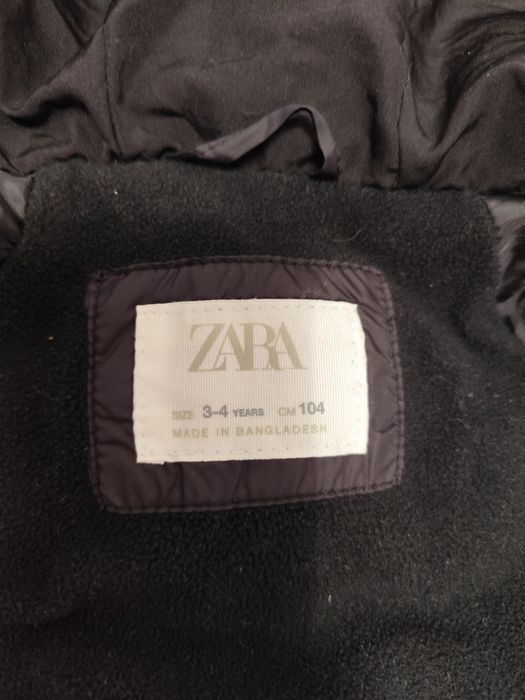 ZARA
SIZE 3-4 YEARS CM 104
MADE IN BANGLADESH